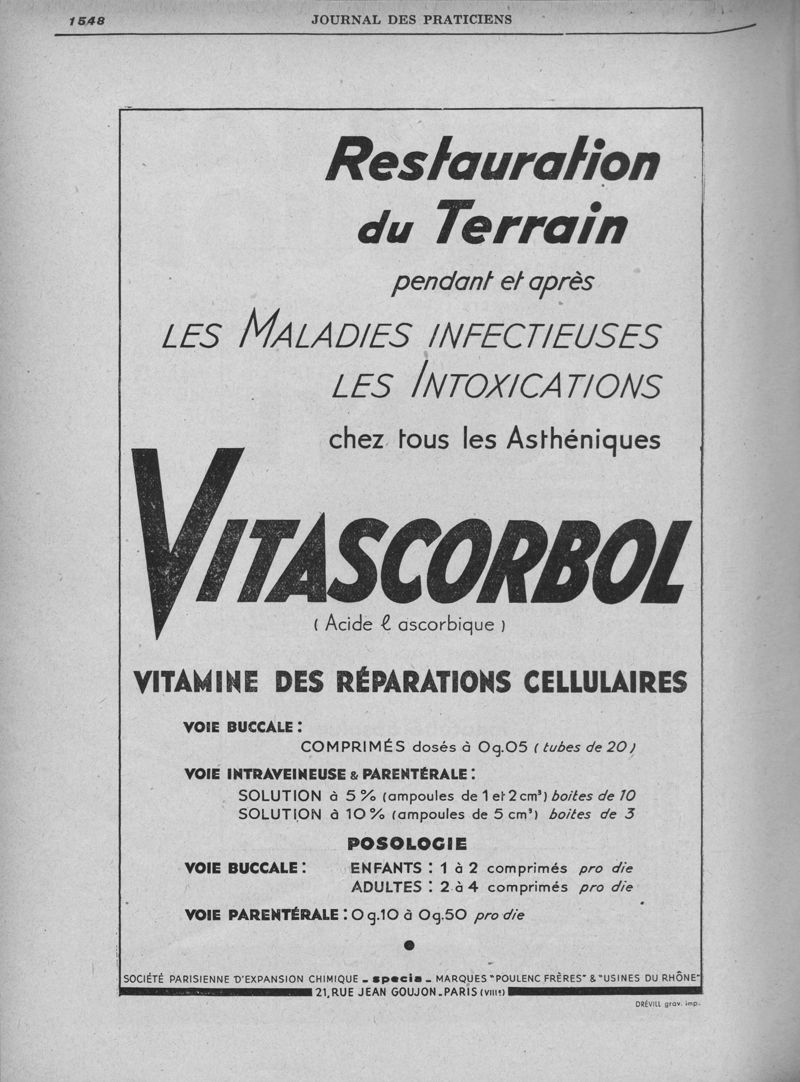 1548
JOURNAL DES PRATICIENS
Restauration
du Terrain
pendant et après
LES MALADIES INFECTIEUSES
LES INTOXICATIONS
chez tous les Asthéniques
VITASCORBOL
( Acide ℓ ascorbique )
VITAMINE DES RÉPARATIONS CELLULAIRES
VOIE BUCCALE :
COMPRIMÉS dosés à 0g.05 ( tubes de 20 )
VOIE INTRAVEINEUSE & PARENTÉRALE :
SOLUTION à 5 % (ampoules de 1 et 2 cm³) boites de 10
SOLUTION à 10 % (ampoules de 5 cm³) boites de 3
POSOLOGIE
VOIE BUCCALE : ENFANTS : 1 à 2 comprimés pro die
ADULTES : 2 à 4 comprimés pro die
VOIE PARENTÉRALE : 0g.10 à 0g.50 pro die
SOCIÉTÉ PARISIENNE D'EXPANSION CHIMIQUE - specia - MARQUES "POULENC FRÈRES" & "USINES DU RHÔNE"
21, RUE JEAN GOUJON - PARIS (VIIIe)
DRÉVILL grav. imp.